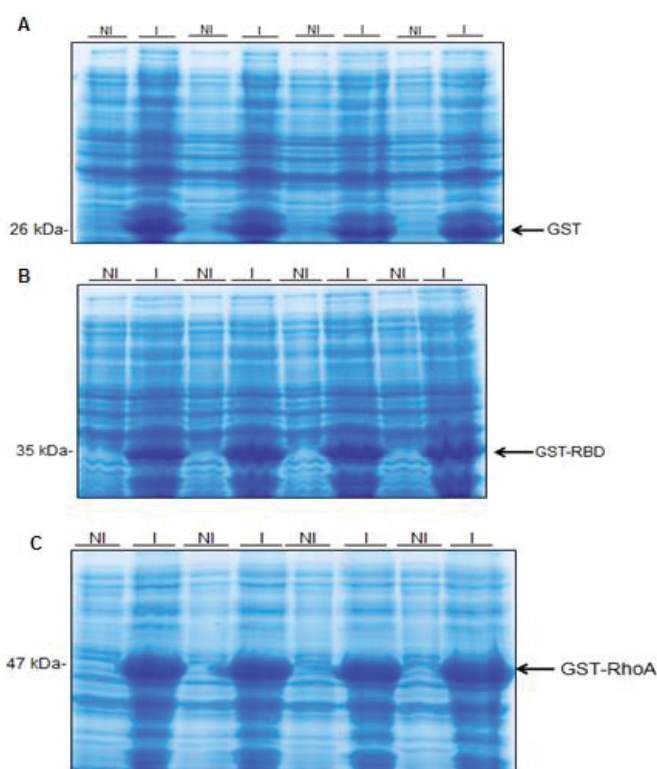 A
NI I NI I NI I NI I
26 kDa-
GST
B
NI I NI I NI I NI I
35 kDa-
GST-RBD
C
NI I NI I NI I NI I
47 kDa-
GST-RhoA